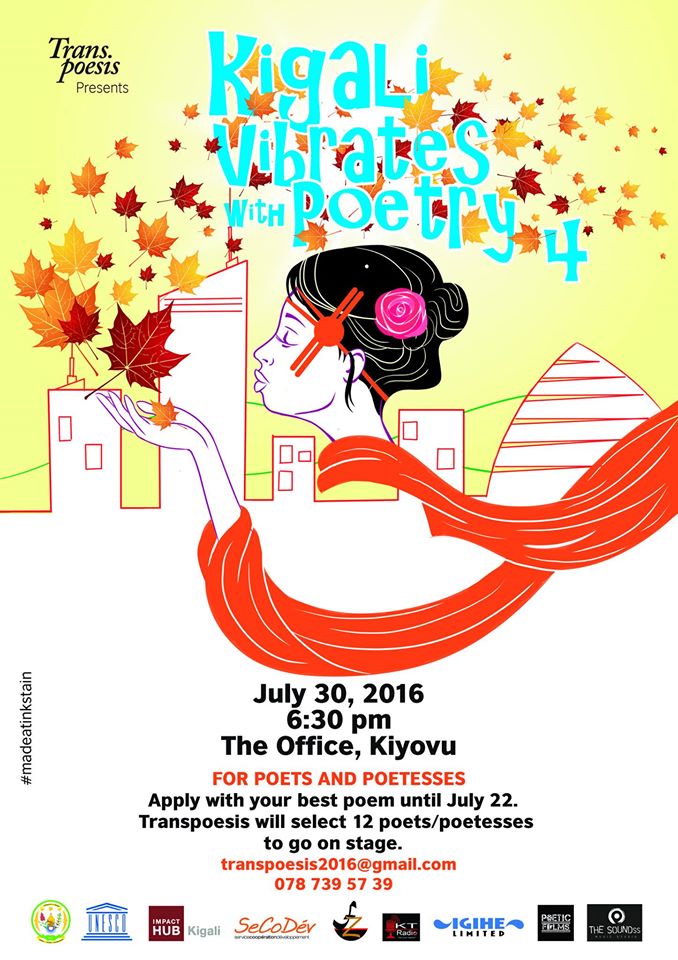 Trans.
poesis
Presents
Kigali
Vibrates
With Poetry 4
#madeatinkstain
July 30, 2016
6:30 pm
The Office, Kiyovu
FOR POETS AND POETESSES
Apply with your best poem until July 22.
Transpoesis will select 12 poets/poetesses
to go on stage.
transpoesis2016@gmail.com
078 739 57 39
UNESCO
IMPACT
HUB Kigali
SeCoDév
servicecoopérationdéveloppement
KT
Radio
IGIHE
LIMITED
POETIC
FILMS
THE SOUNDss
MUSIC STUDIO